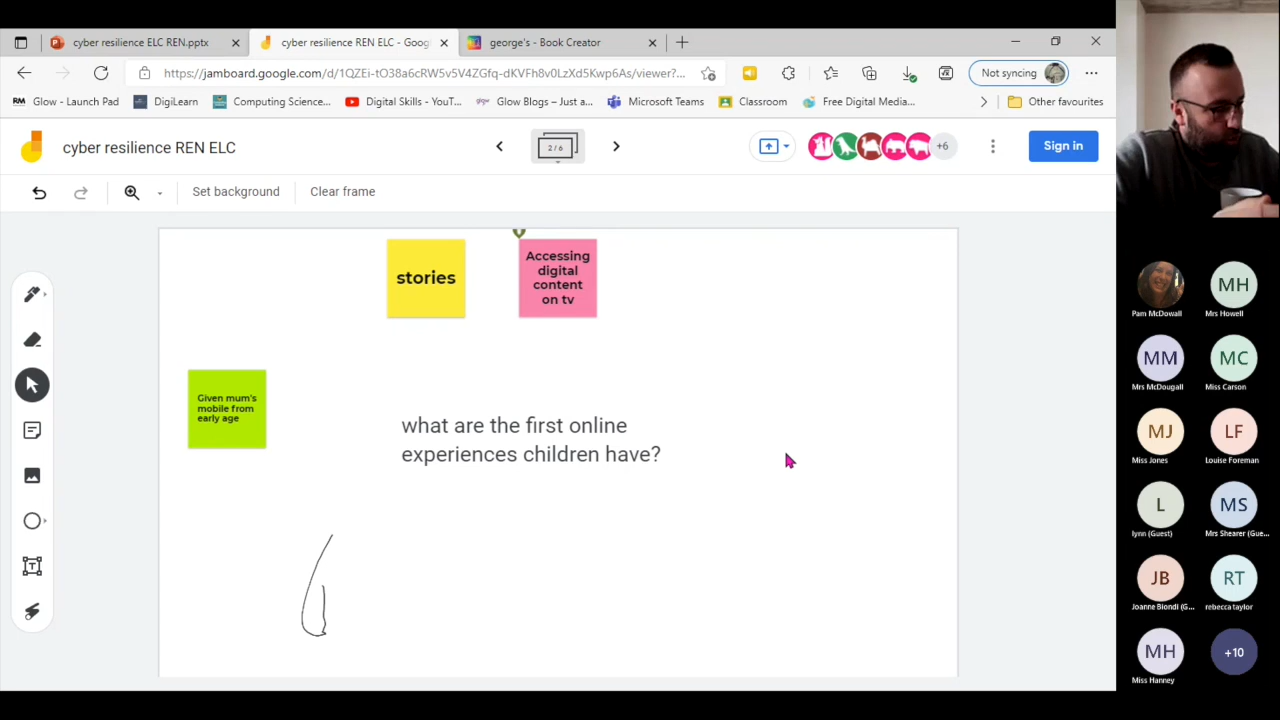 cyber resilience ELC REN.pptx
cyber resilience REN ELC - Goog
george's - Book Creator
https://jamboard.google.com/d/1QZEi-tO38a6cRW5v5V4ZGfq-dKVFh8v0LzXd5Kwp6As/viewer?...
Not syncing
RM Glow - Launch Pad
DigiLearn
Computing Science...
Digital Skills - YouT...
Glow Blogs – Just a...
Microsoft Teams
Classroom
Free Digital Media...
Other favourites
cyber resilience REN ELC
2 / 6
+6
Sign in
Set background
Clear frame
stories
Accessing
digital
content
on tv
Given mum's
mobile from
early age
what are the first online
experiences children have?
Pam McDowall
MH
Mrs Howell
MM
Mrs McDougall
MC
Miss Carson
MJ
Miss Jones
LF
Louise Foreman
L
lynn (Guest)
MS
Mrs Shearer (Gue...
JB
Joanne Biondi (G...
RT
rebecca taylor
MH
Miss Hanney
+10